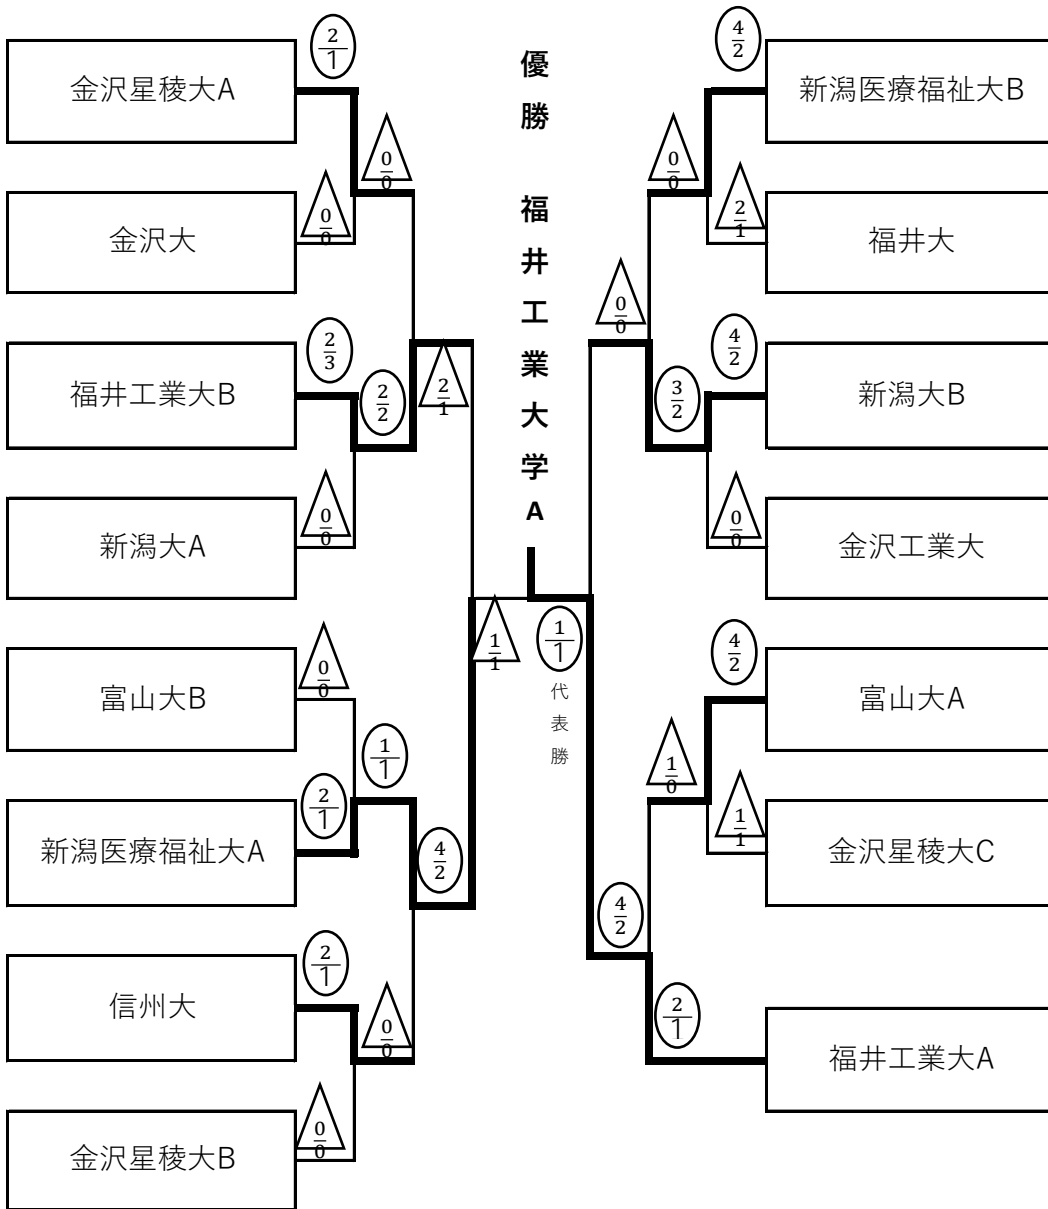 優勝 福井工業大学A
金沢星稜大A
2/1
0/0
金沢大
0/0
福井工業大B
2/3
2/2
2/1
新潟大A
0/0
富山大B
0/0
1/1
新潟医療福祉大A
2/1
4/2
信州大
2/1
0/0
金沢星稜大B
0/0
1/1
1/1
代表勝
4/2
新潟医療福祉大B
0/0
2/1
福井大
0/0
4/2
新潟大B
3/2
0/0
金沢工業大
4/2
富山大A
1/0
1/1
金沢星稜大C
4/2
2/1
福井工業大A